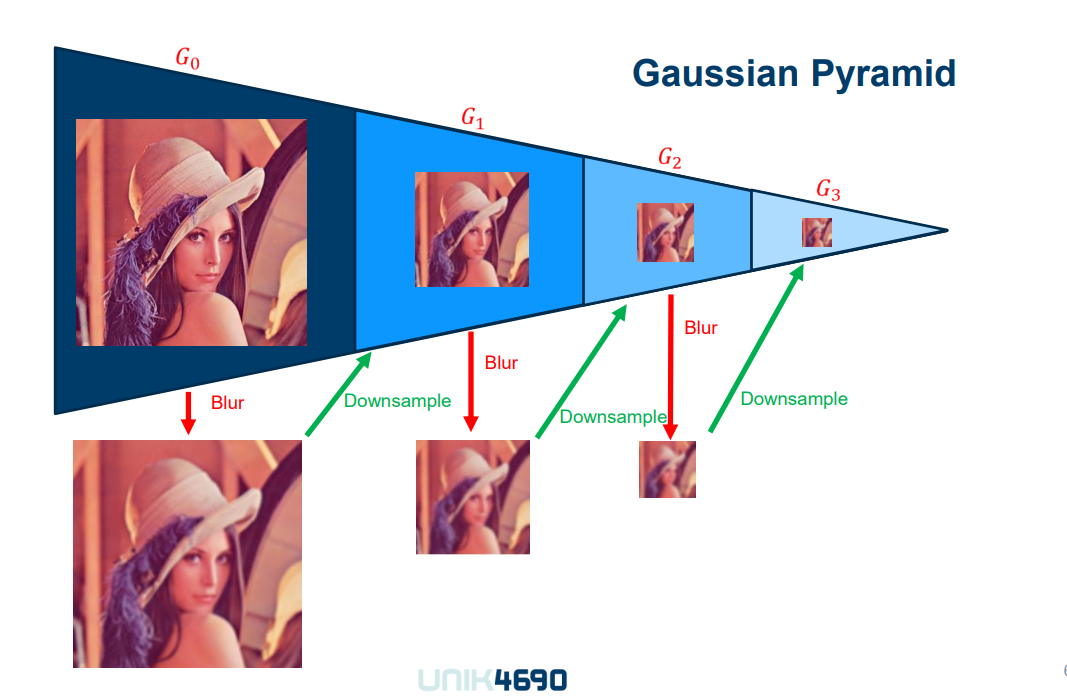 Gaussian Pyramid
G₀
G₁
G₂
G₃
Blur
Downsample
Blur
Downsample
Blur
Downsample
UNIK4690